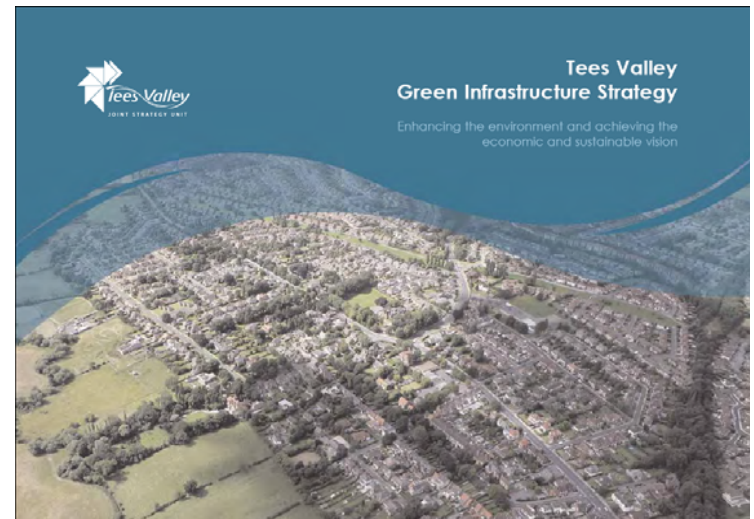 Tees Valley
JOINT STRATEGY UNIT
Tees Valley
Green Infrastructure Strategy
Enhancing the environment and achieving the
economic and sustainable vision